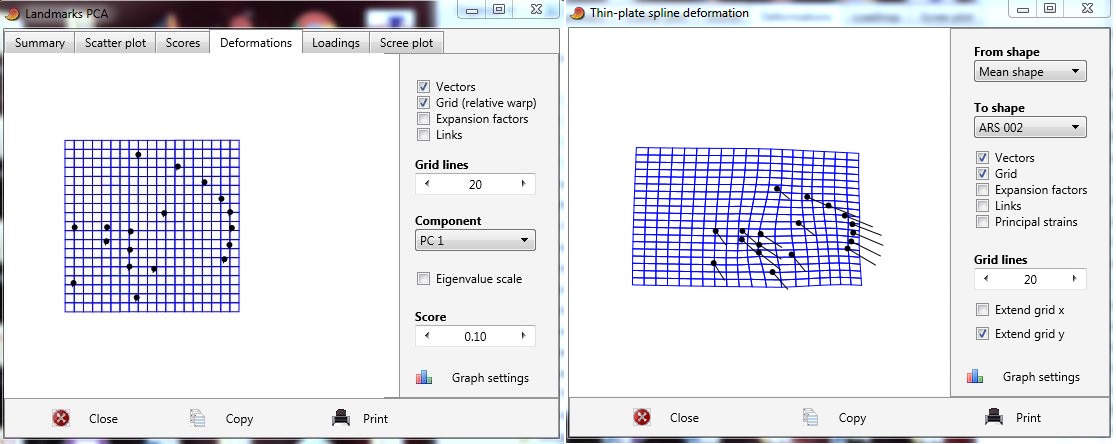 Landmarks PCA
Summary Scatter plot Scores Deformations Loadings Scree plot
Vectors
Grid (relative warp)
Expansion factors
Links
Grid lines
20
Component
PC 1
Eigenvalue scale
Score
0.10
Graph settings
Close Copy Print
Thin-plate spline deformation
From shape
Mean shape
To shape
ARS 002
Vectors
Grid
Expansion factors
Links
Principal strains
Grid lines
20
Extend grid x
Extend grid y
Graph settings
Close Copy Print